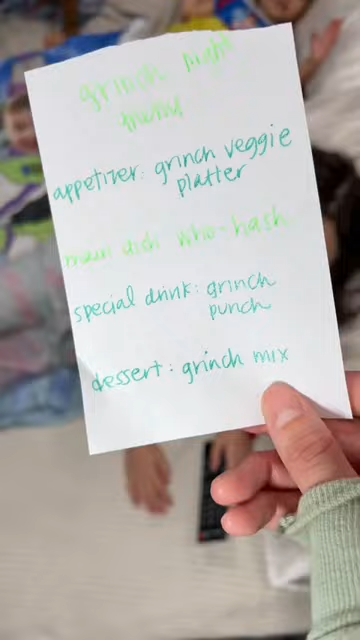 grinch night
menu
appetizer: grinch veggie
platter
main dish who-hash
special drink: grinch
punch
dessert: grinch mix